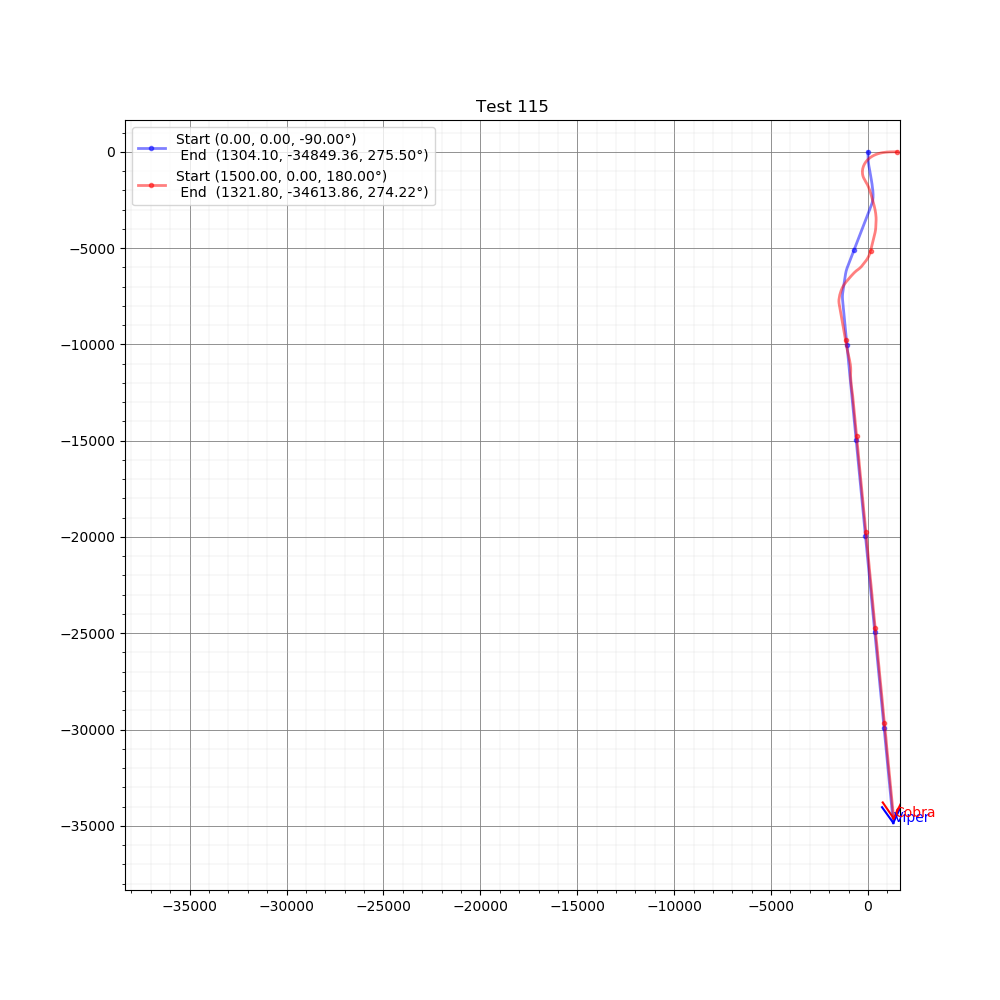 Test 115
Start (0.00, 0.00, -90.00°)
End (1304.10, -34849.36, 275.50°)
Start (1500.00, 0.00, 180.00°)
End (1321.80, -34613.86, 274.22°)
0
−5000
−10000
−15000
−20000
−25000
−30000
−35000
Cobra
Viper
−35000 −30000 −25000 −20000 −15000 −10000 −5000 0